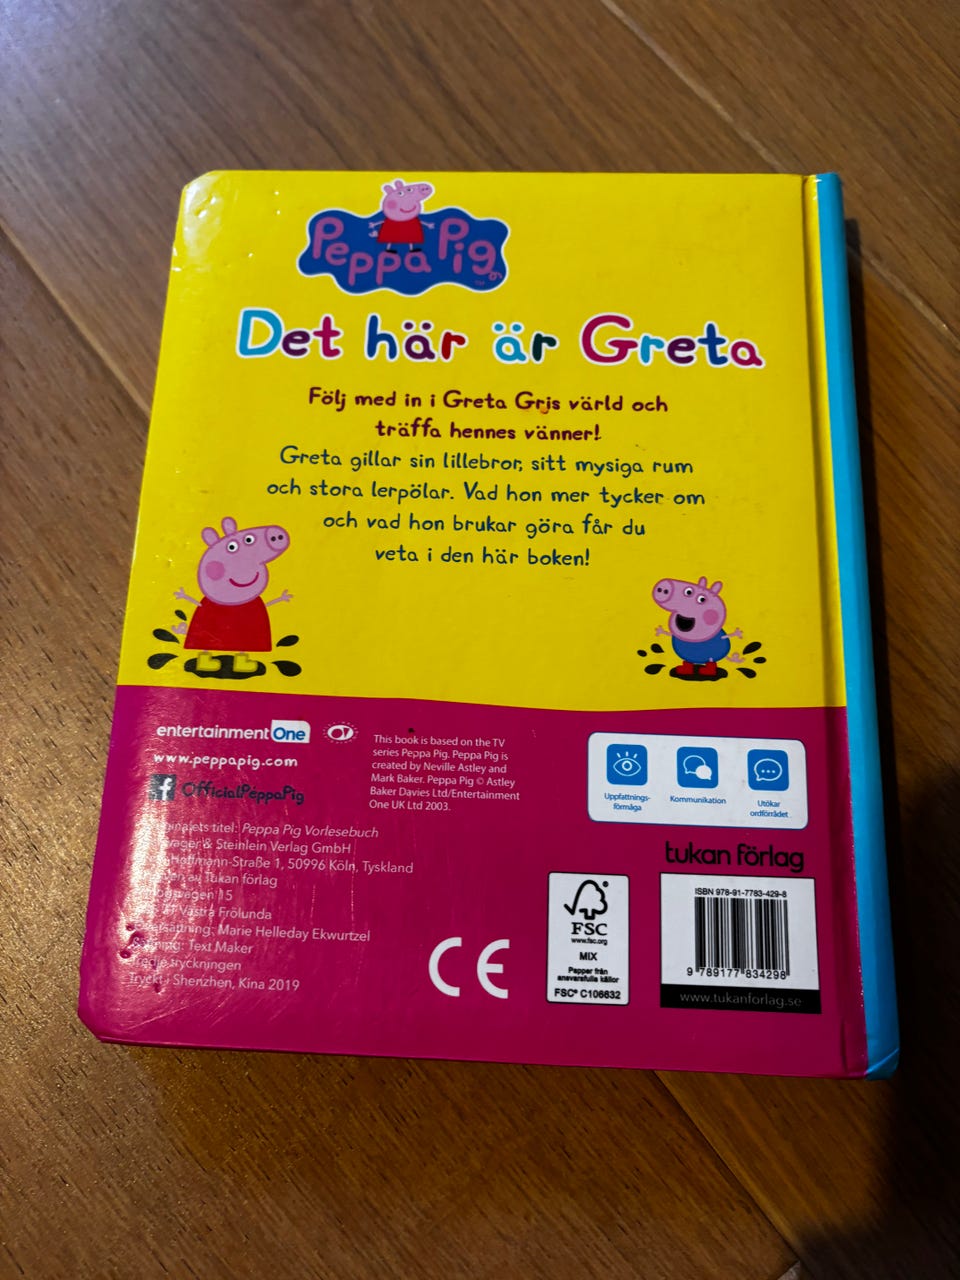 Peppa Pig
TM
Det här är Greta
Följ med in i Greta Gris värld och
träffa hennes vänner!
Greta gillar sin lillebror, sitt mysiga rum
och stora lerpölar. Vad hon mer tycker om
och vad hon brukar göra får du
veta i den här boken!
entertainment One
www.peppapig.com
f OfficialPeppaPig
This book is based on the TV
series Peppa Pig. Peppa Pig is
created by Neville Astley and
Mark Baker. Peppa Pig © Astley
Baker Davies Ltd/Entertainment
One UK Ltd 2003.
Uppfattnings-
förmåga
Kommunikation
Utökar
ordförrådet
titel: Peppa Pig Vorlesebuch
& Steinlein Verlag GmbH
-Hoffmann-Straße 1, 50996 Köln, Tyskland
av Tukan förlag
15
Västra Frölunda
Marie Helleday Ekwurtzel
Text Maker
Tredje tryckningen
Tryckt i Shenzhen, Kina 2019
CE
FSC
www.fsc.org
MIX
Papper från
ansvarsfulla källor
FSC® C106632
tukan förlag
ISBN 978-91-7783-429-8
9 789177 834298
www.tukanforlag.se